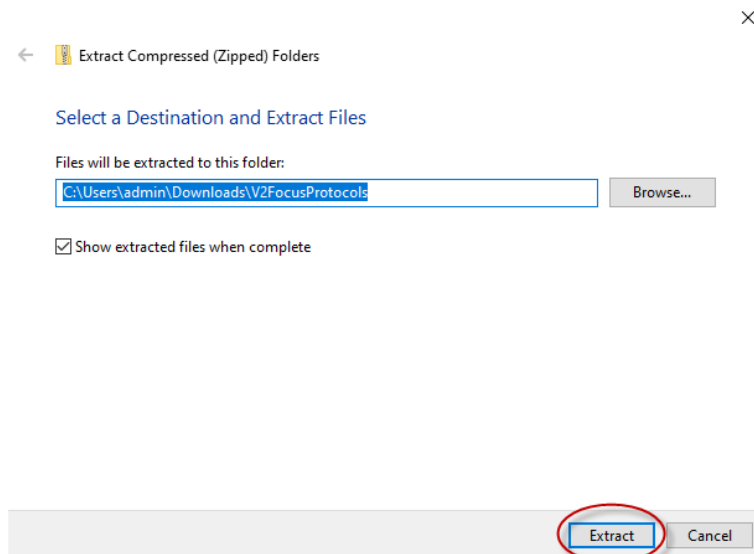 Extract Compressed (Zipped) Folders
Select a Destination and Extract Files
Files will be extracted to this folder:
C:\Users\admin\Downloads\V2FocusProtocols
Browse...
Show extracted files when complete
Extract
Cancel